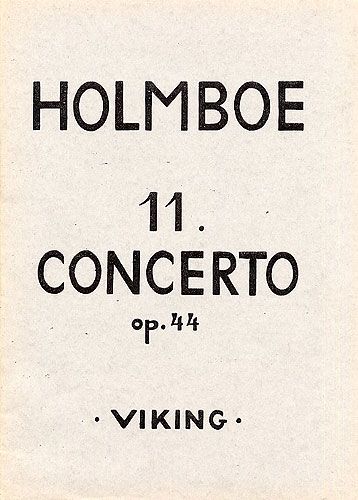 HOLMBOE
11.
CONCERTO
op. 44
· VIKING ·